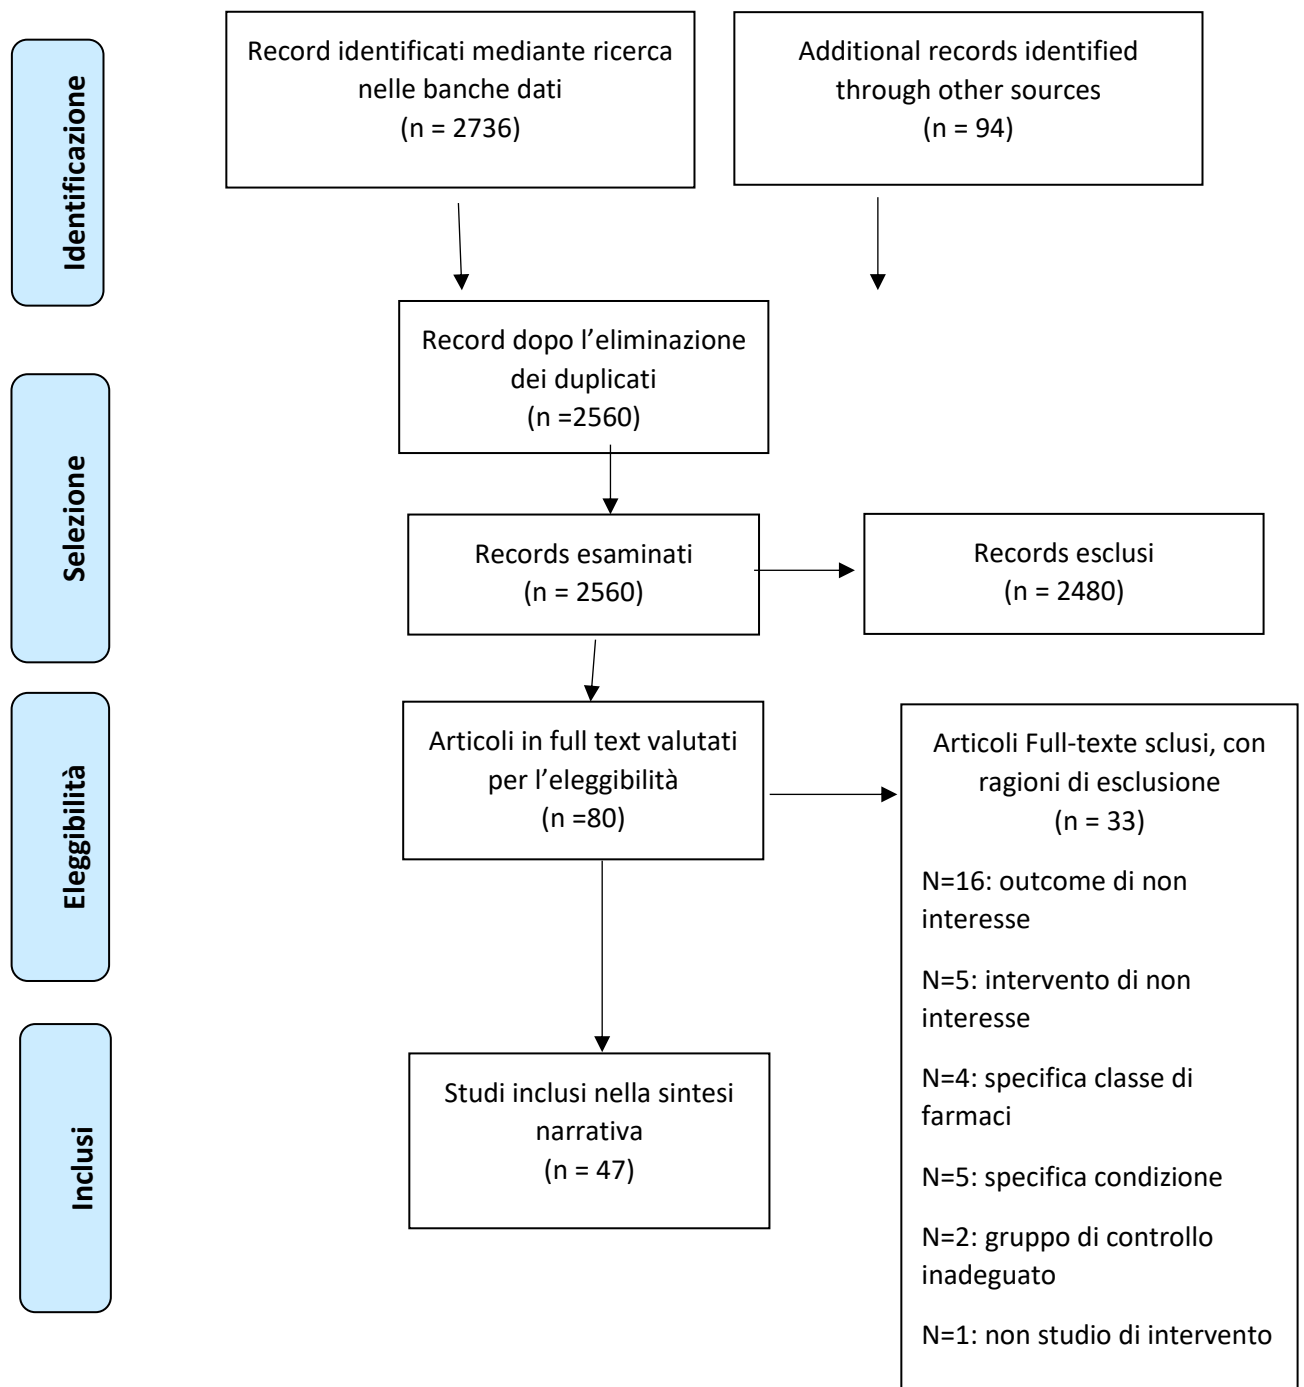 Identificazione
Record identificati mediante ricerca
nelle banche dati
(n = 2736)
Additional records identified
through other sources
(n = 94)
Record dopo l’eliminazione
dei duplicati
(n =2560)
Selezione
Records esaminati
(n = 2560)
Records esclusi
(n = 2480)
Eleggibilità
Articoli in full text valutati
per l’eleggibilità
(n =80)
Articoli Full-texte sclusi, con
ragioni di esclusione
(n = 33)
N=16: outcome di non
interesse
N=5: intervento di non
interesse
N=4: specifica classe di
farmaci
N=5: specifica condizione
N=2: gruppo di controllo
inadeguato
N=1: non studio di intervento
Inclusi
Studi inclusi nella sintesi
narrativa
(n = 47)